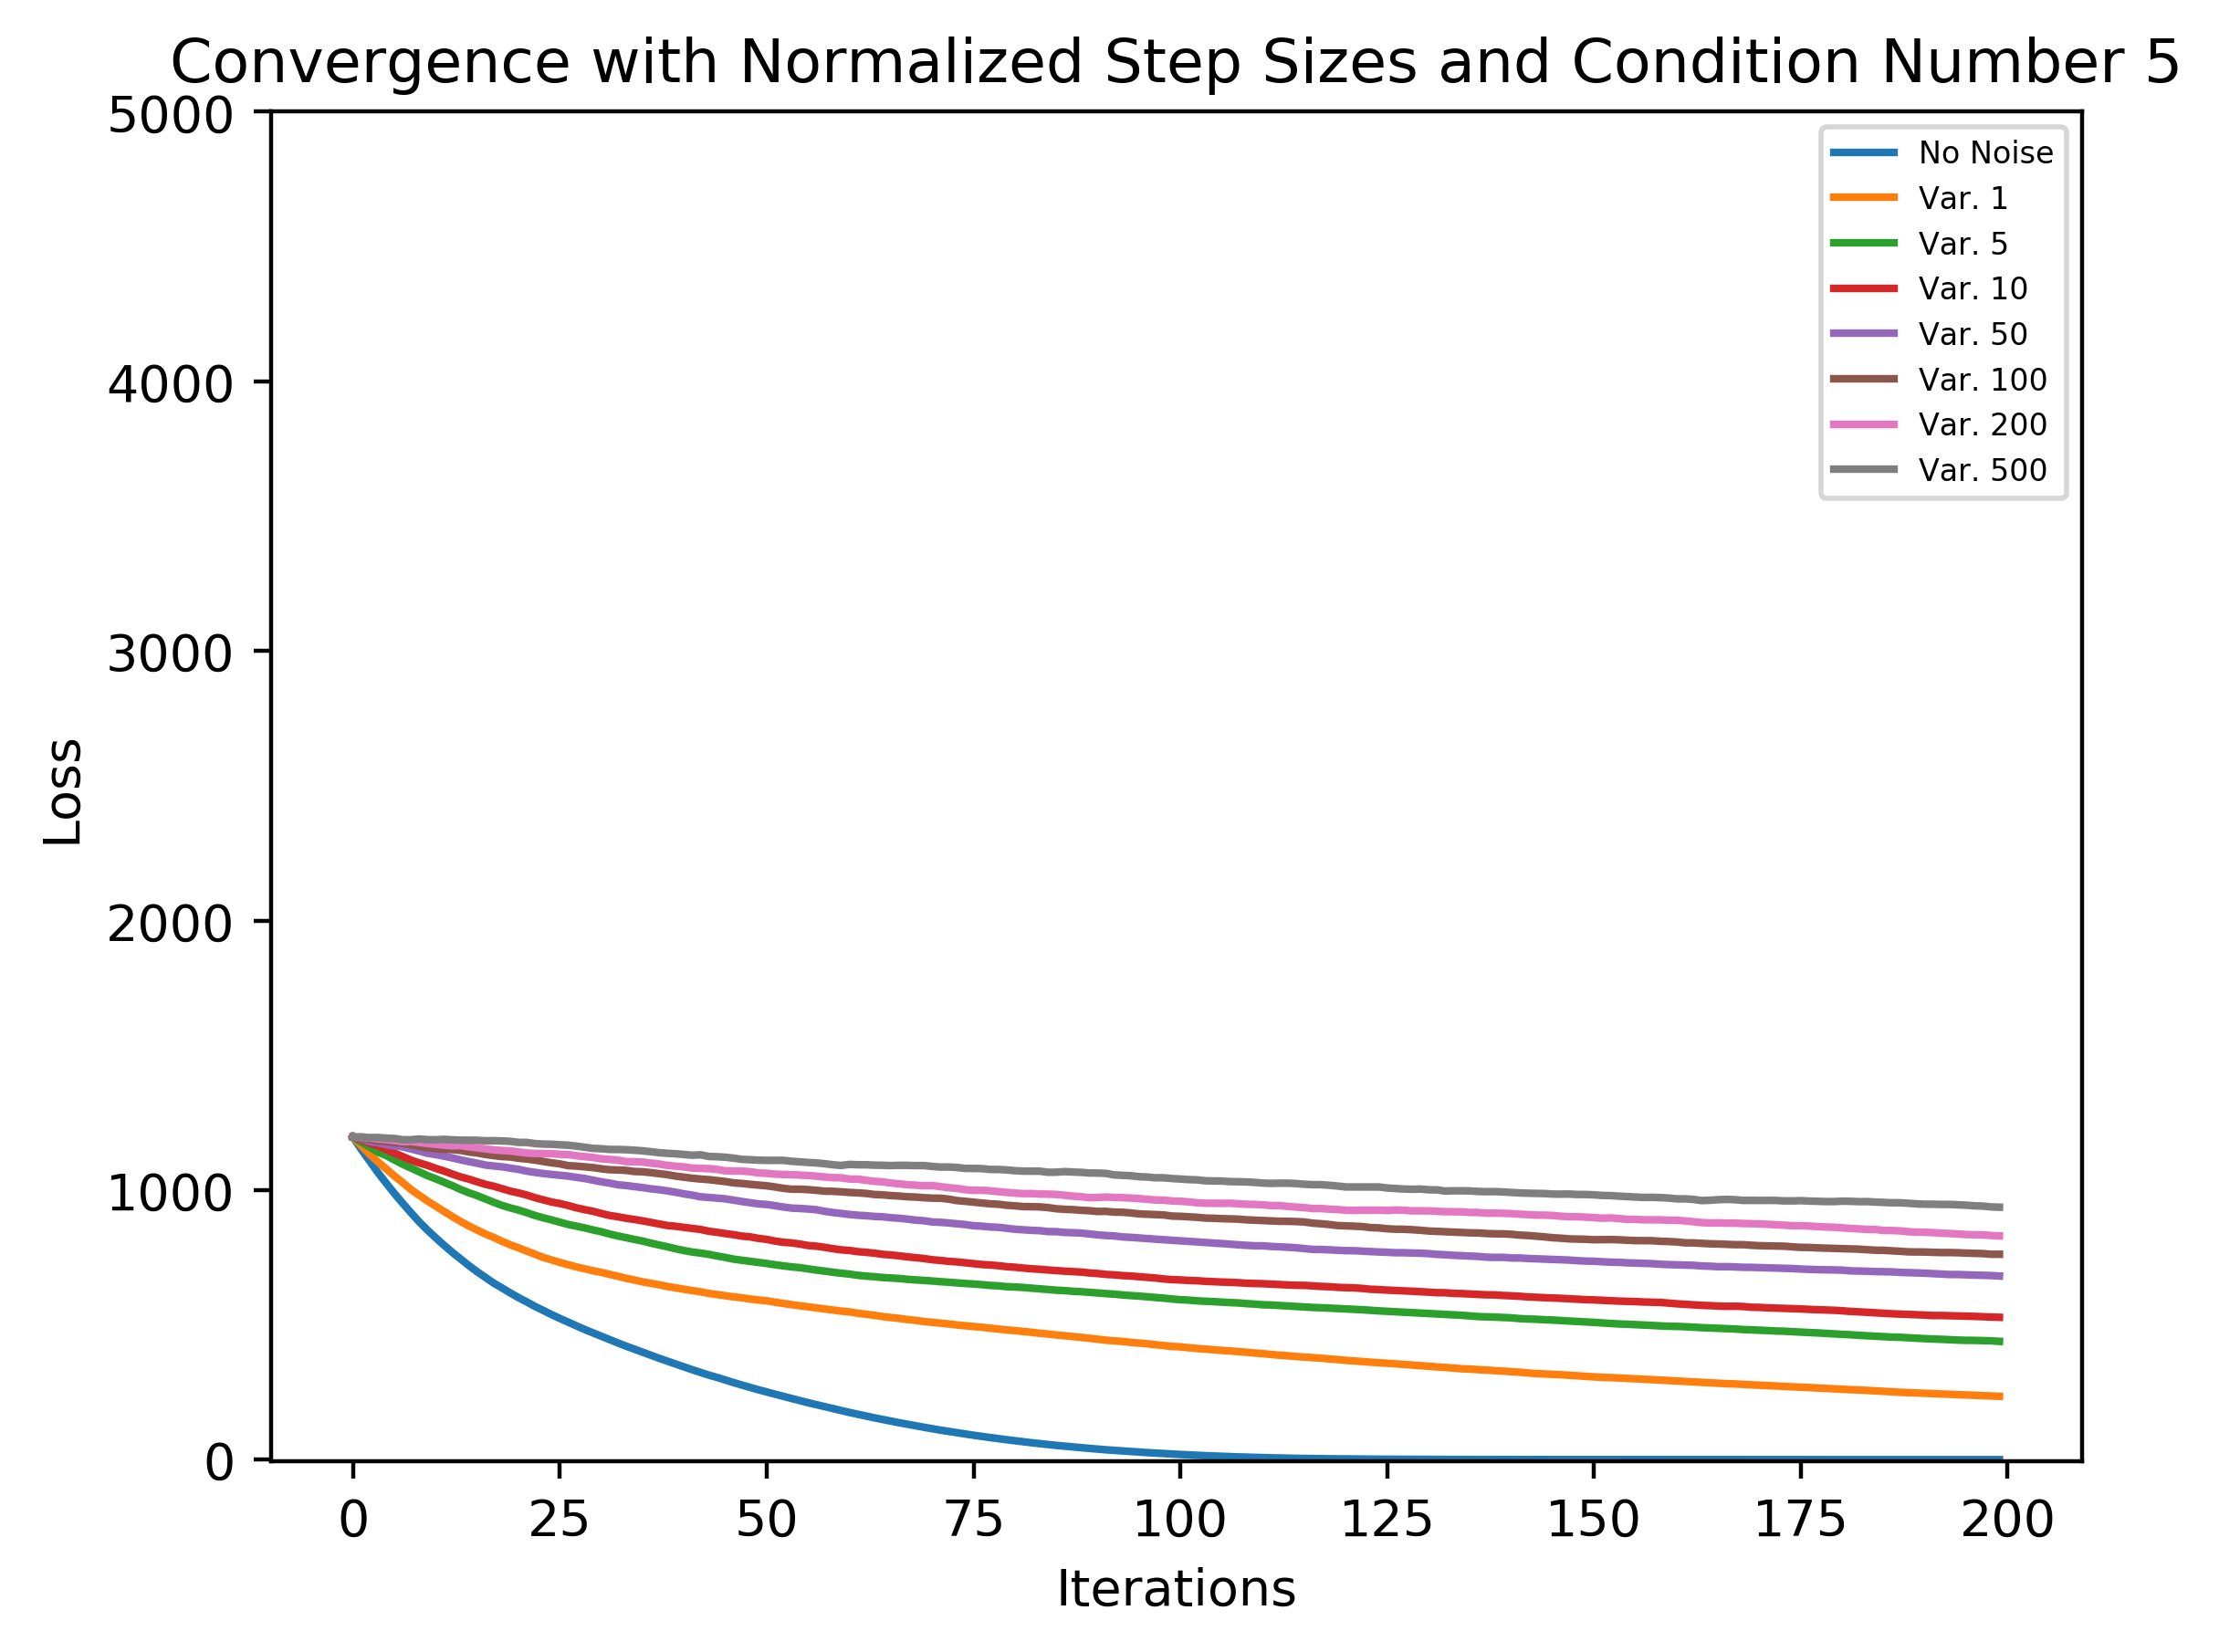 Convergence with Normalized Step Sizes and Condition Number 5
5000
4000
3000
2000
1000
0
Loss
No Noise
Var. 1
Var. 5
Var. 10
Var. 50
Var. 100
Var. 200
Var. 500
0 25 50 75 100 125 150 175 200
Iterations